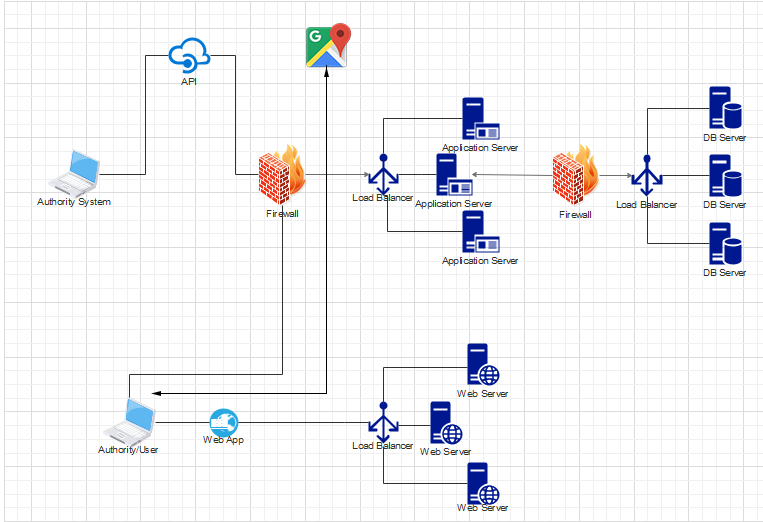 G
API
DB Server
Application Server
Authority System
Firewall
Load Balancer
Application Server
Firewall
Load Balancer
DB Server
Application Server
DB Server
Web Server
Authority/User
Web App
Load Balancer
Web Server
Web Server